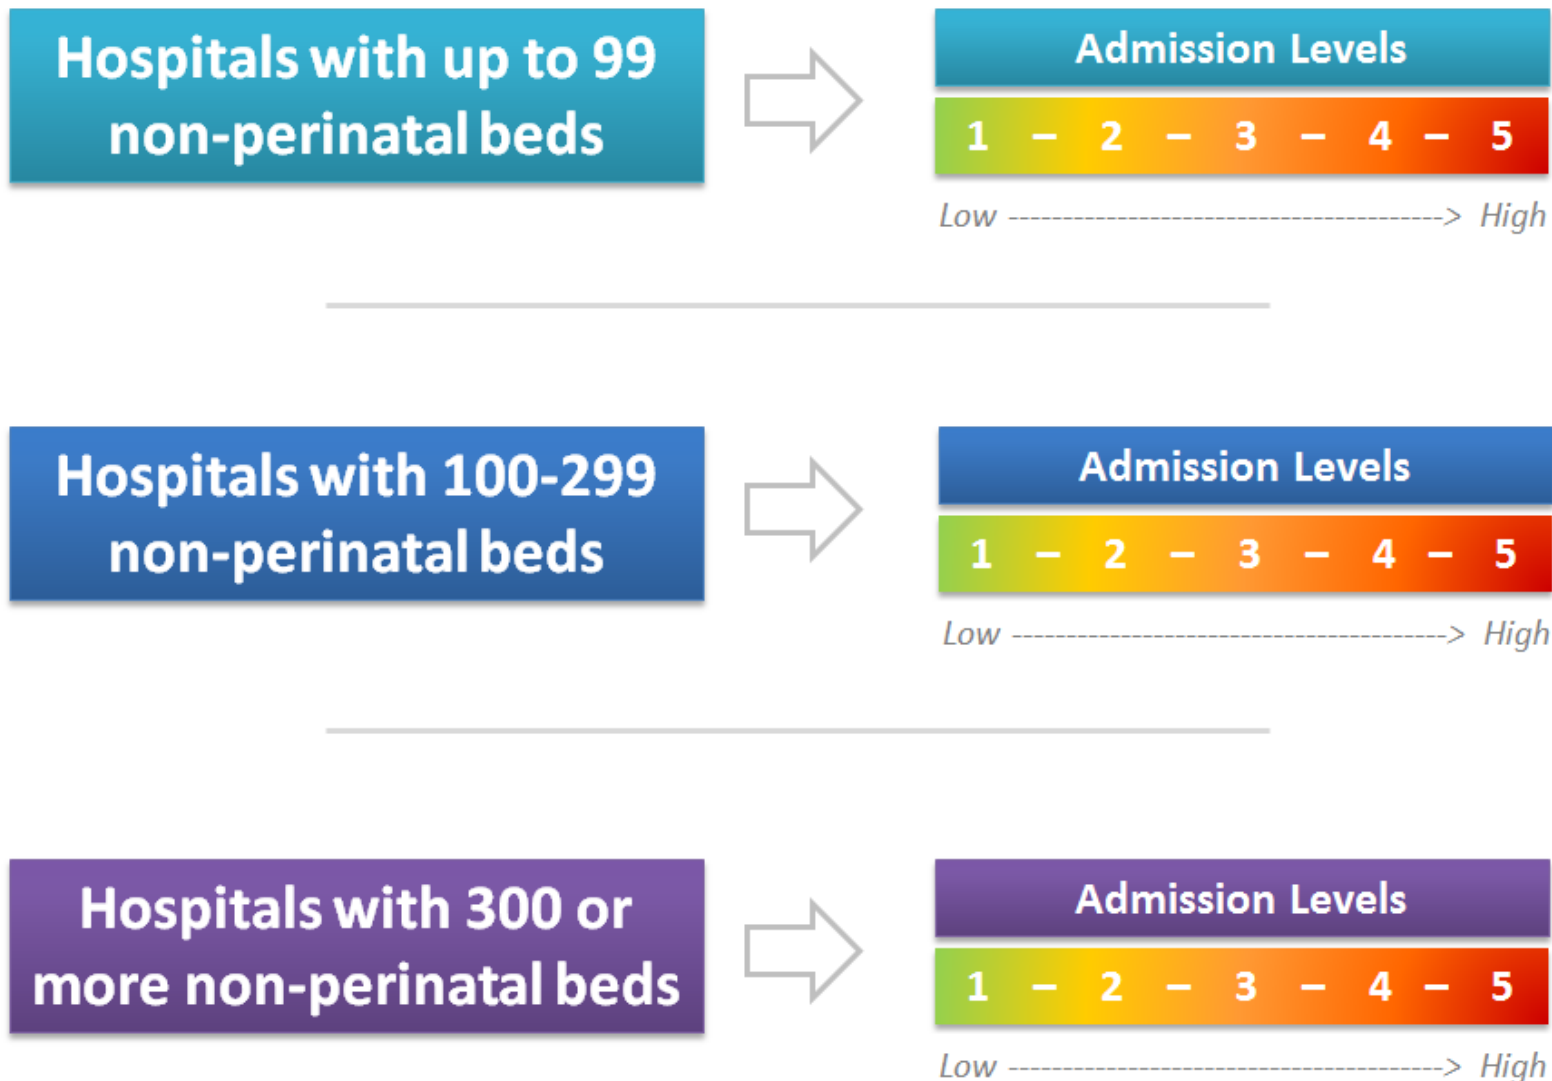 Hospitals with up to 99
non-perinatal beds
Admission Levels
1 – 2 – 3 – 4 – 5
Low ----------------------------------------> High
Hospitals with 100-299
non-perinatal beds
Admission Levels
1 – 2 – 3 – 4 – 5
Low ----------------------------------------> High
Hospitals with 300 or
more non-perinatal beds
Admission Levels
1 – 2 – 3 – 4 – 5
Low ----------------------------------------> High